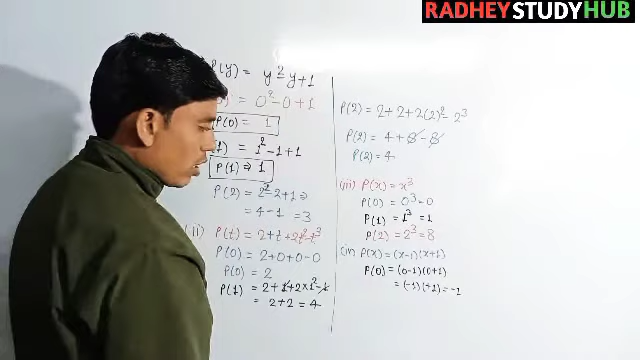 RADHEY STUDY HUB
P(y) = y² - y + 1
) = 0² - 0 + 1
P(0) = 1
1) = 1² - 1 + 1
P(1) ⇒ 1
P(2) = 2² - 2 + 1 ⇒
= 4 - 1 = 3
(ii) P(t) = 2 + t + 2t² - t³
P(0) = 2 + 0 + 0 - 0
P(0) = 2
P(1) = 2 + 1 + 2 × 1² - 1
= 2 + 2 = 4
P(2) = 2 + 2 + 2(2)² - 2³
P(2) = 4 + 8 - 8
P(2) = 4
(iii) P(x) = x³
P(0) = 0³ = 0
P(1) = 1³ = 1
P(2) = 2³ = 8
(iv) P(x) = (x-1) (x+1)
P(0) = (0-1) (0+1)
= (-1) (+1) = -1